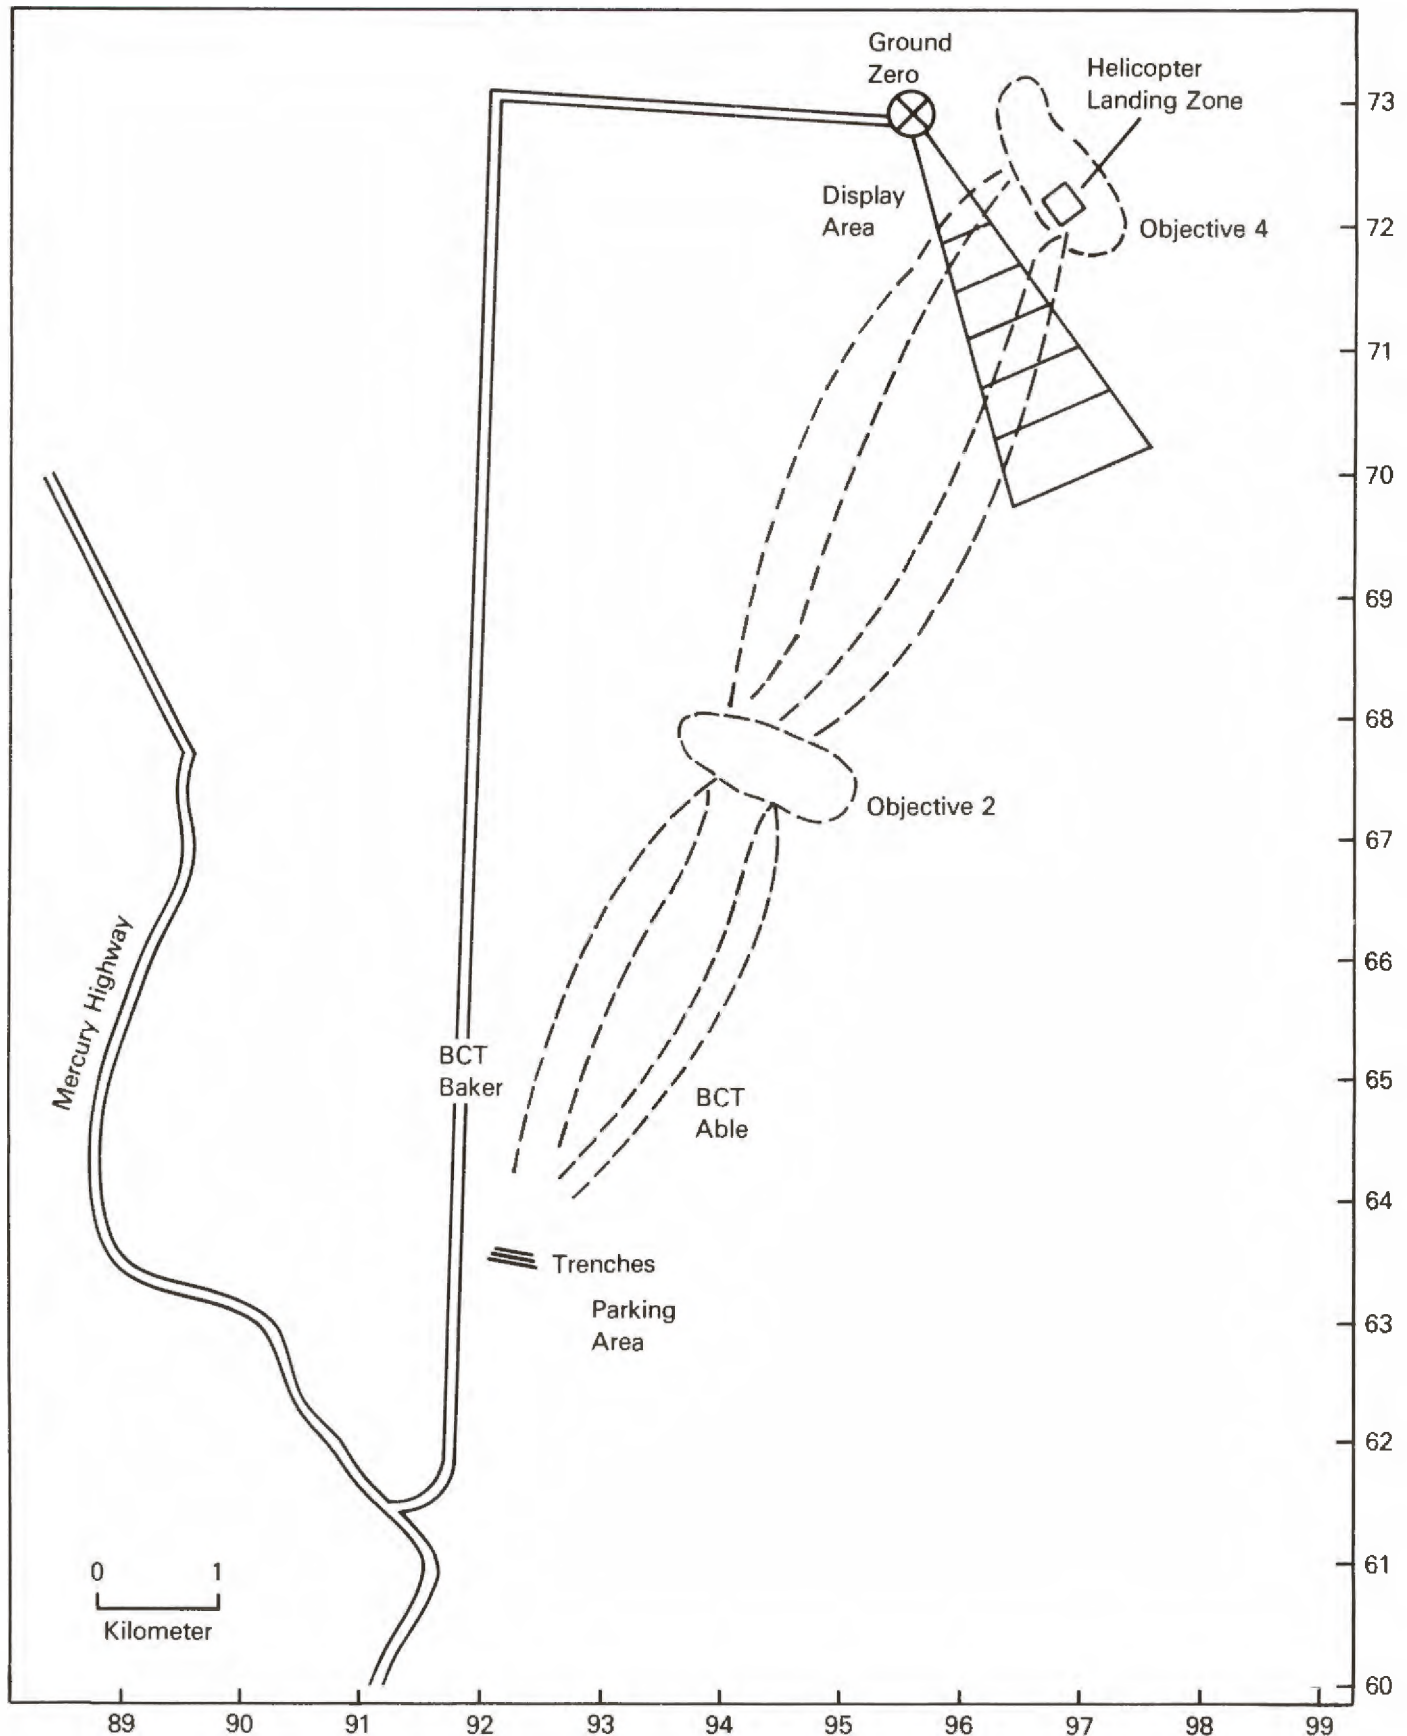 Ground
Zero
Helicopter
Landing Zone
73
Display
Area
72
Objective 4
71
70
69
68
Objective 2
67
Mercury Highway
66
BCT
Baker
65
BCT
Able
64
Trenches
Parking
Area
63
62
0 1
Kilometer
61
60
89 90 91 92 93 94 95 96 97 98 99